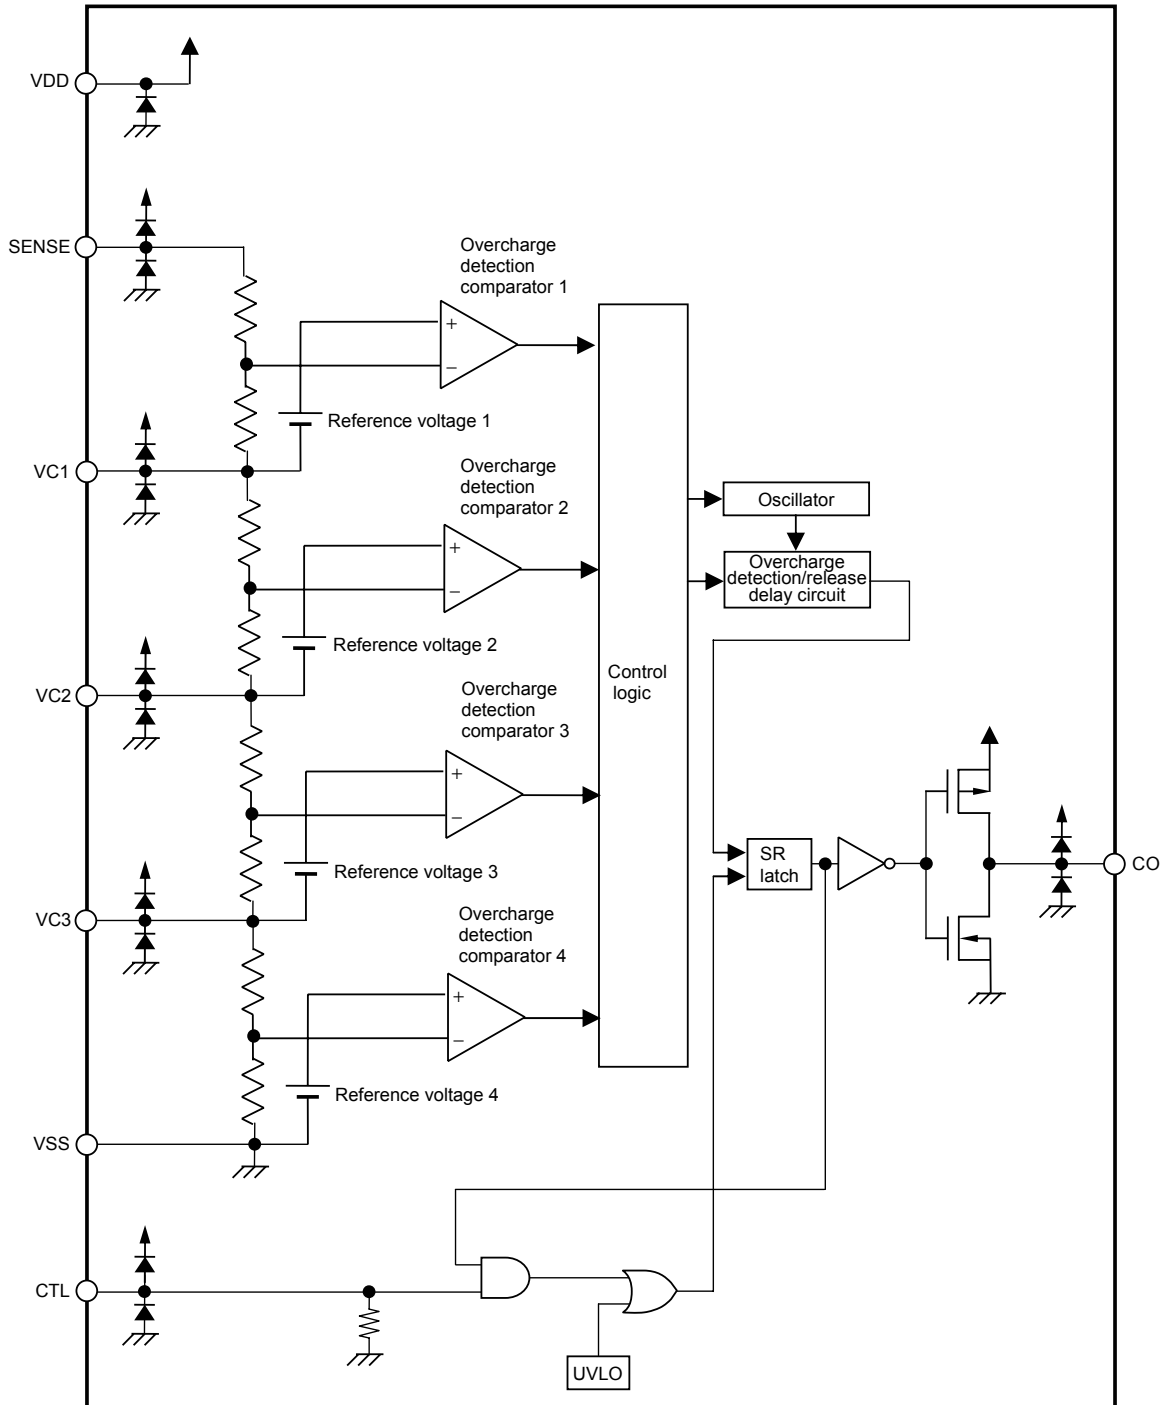 VDD
SENSE
Overcharge
detection
comparator 1
+
−
Reference voltage 1
VC1
Overcharge
detection
comparator 2
+
−
Reference voltage 2
Oscillator
Overcharge
detection/release
delay circuit
Control
logic
VC2
Overcharge
detection
comparator 3
+
−
Reference voltage 3
SR
latch
CO
VC3
Overcharge
detection
comparator 4
+
−
Reference voltage 4
VSS
CTL
UVLO